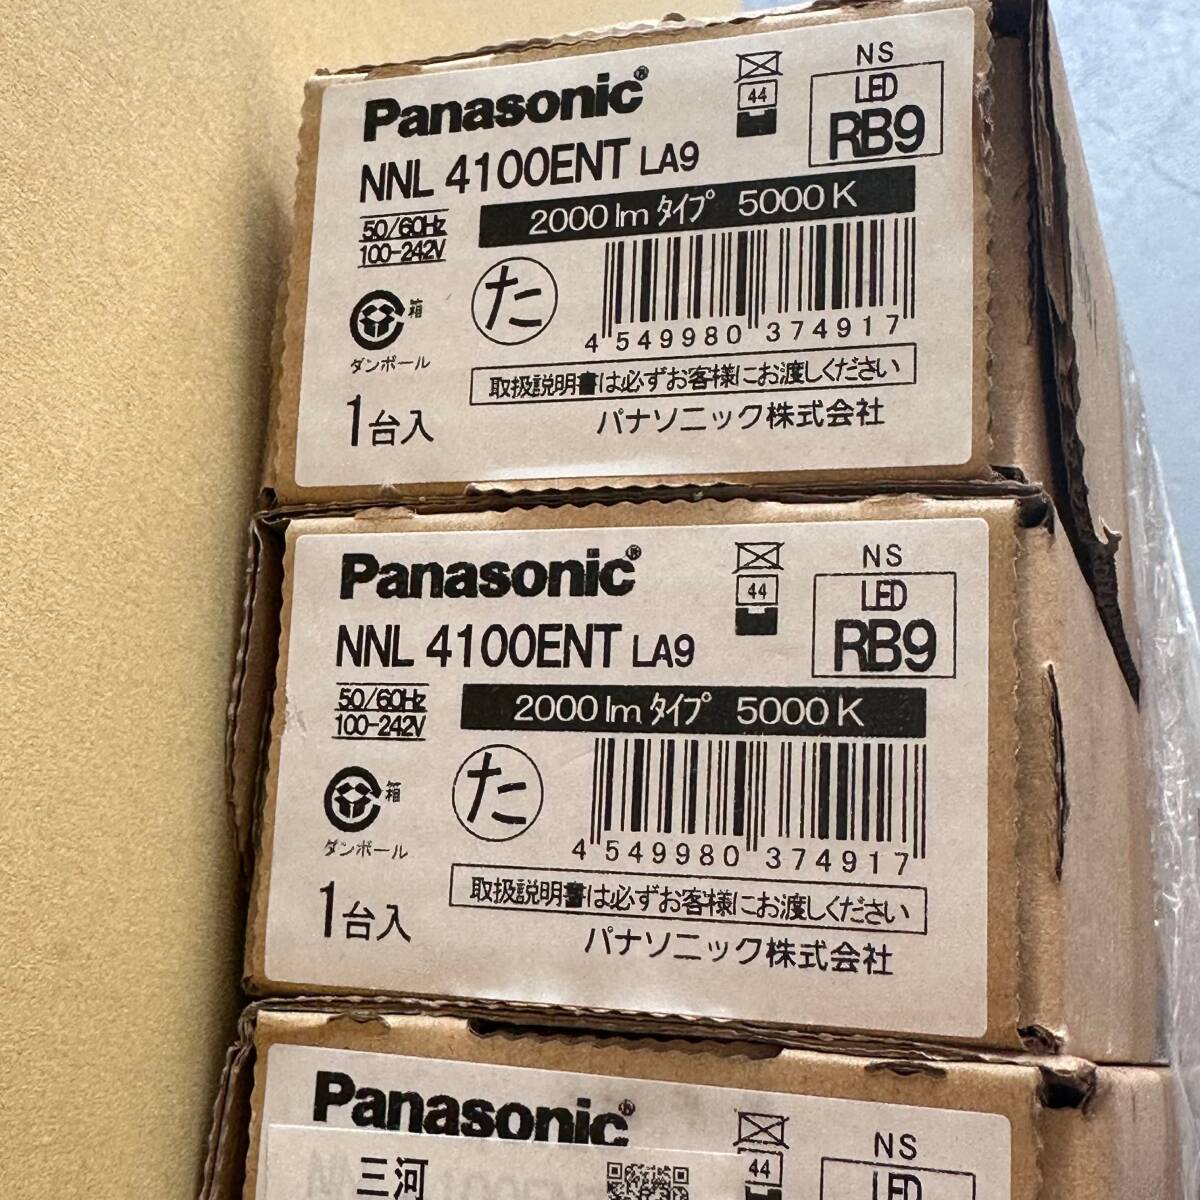 Panasonic®
NNL 4100ENT LA9
44
NS
LED
RB9
50/60Hz
100-242V
2000 lm タイプ 5000 K
箱
ダンボール
た
4 549980 374917
取扱説明書は必ずお客様にお渡しください
1台入
パナソニック株式会社
Panasonic®
NNL 4100ENT LA9
44
NS
LED
RB9
50/60Hz
100-242V
2000 lm タイプ 5000 K
箱
ダンボール
た
4 549980 374917
取扱説明書は必ずお客様にお渡しください
1台入
パナソニック株式会社
Panasonic®
44
NS
LED
三河